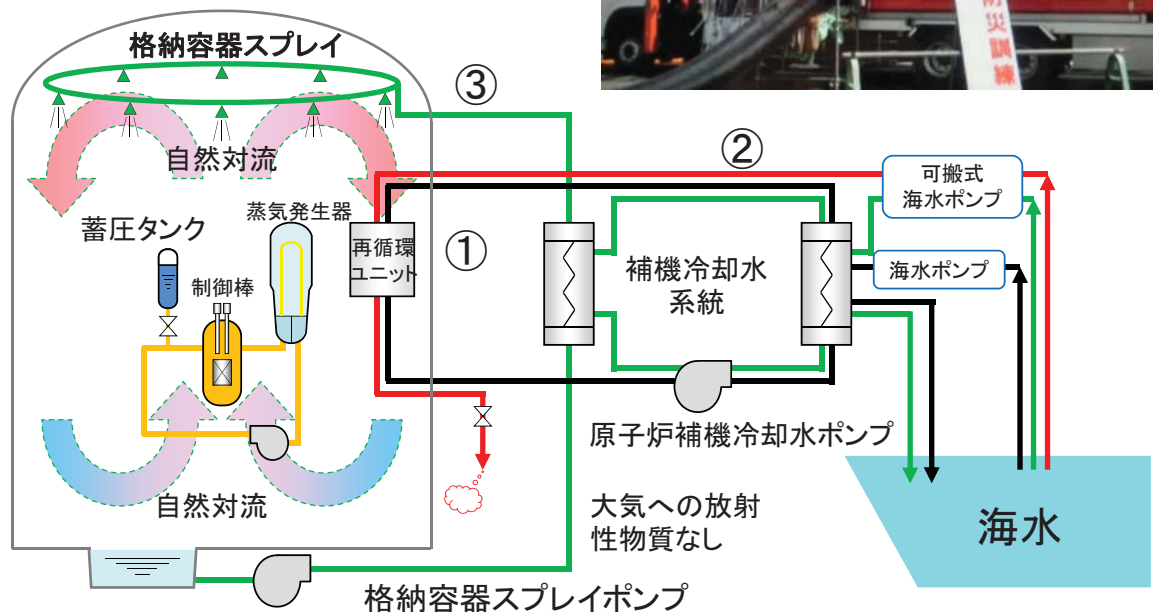 防
災
訓
練
格納容器スプレイ
③
②
自然対流
可搬式
海水ポンプ
蒸気発生器
蓄圧タンク
再循環
ユニット
①
補機冷却水
系統
海水ポンプ
制御棒
原子炉補機冷却水ポンプ
自然対流
大気への放射
性物質なし
海水
格納容器スプレイポンプ